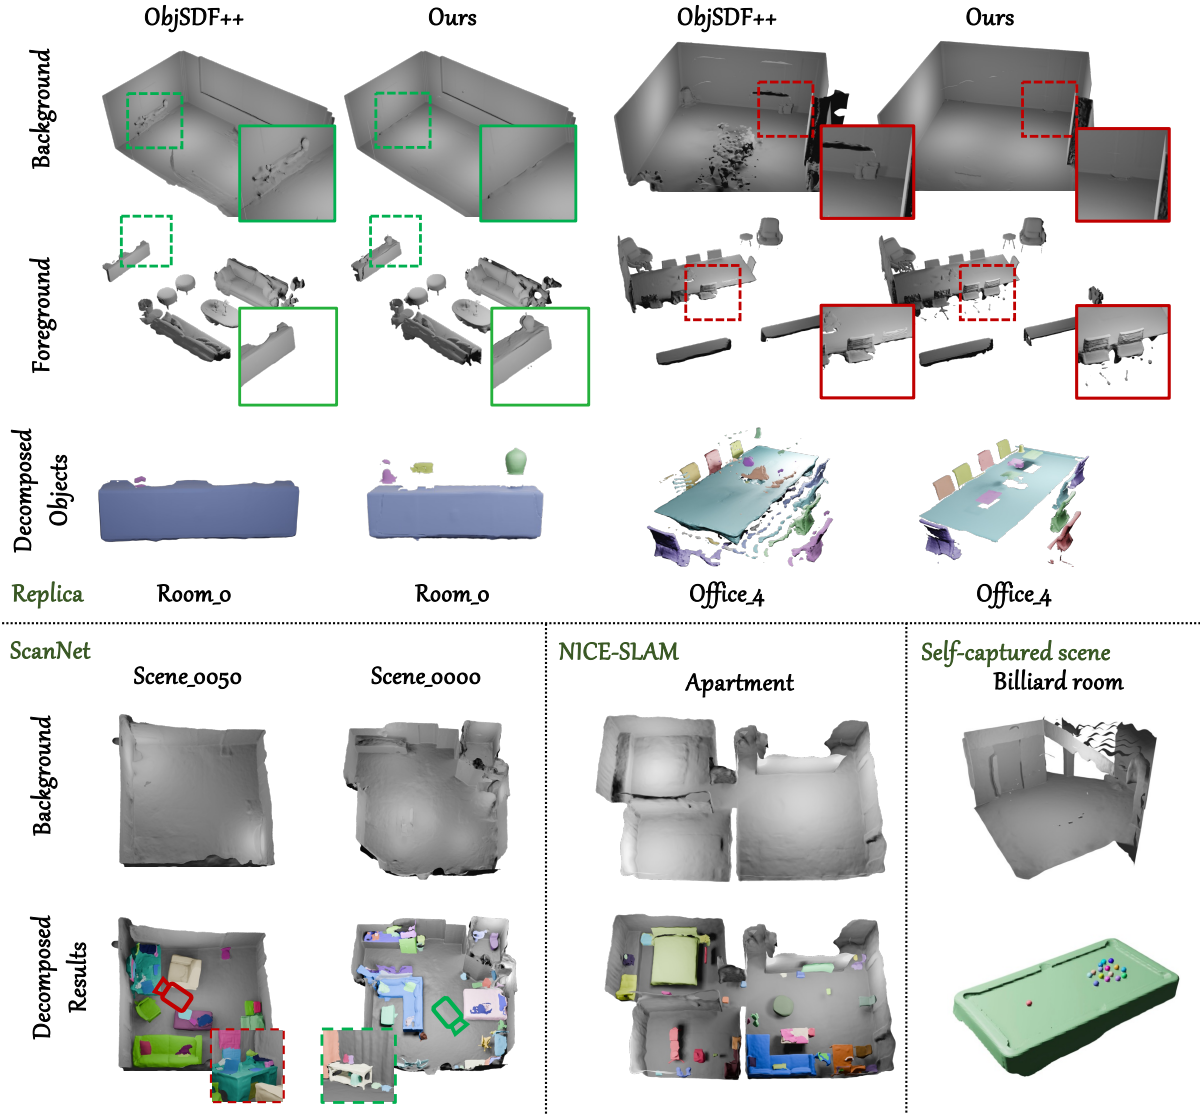 ObjSDF++
Ours
ObjSDF++
Ours
Background
Foreground
Decomposed
Objects
Replica
Room_0
Room_0
Office_4
Office_4
ScanNet
Scene_0050
Scene_0000
NICE-SLAM
Apartment
Self-captured scene
Billiard room
Background
Decomposed
Results